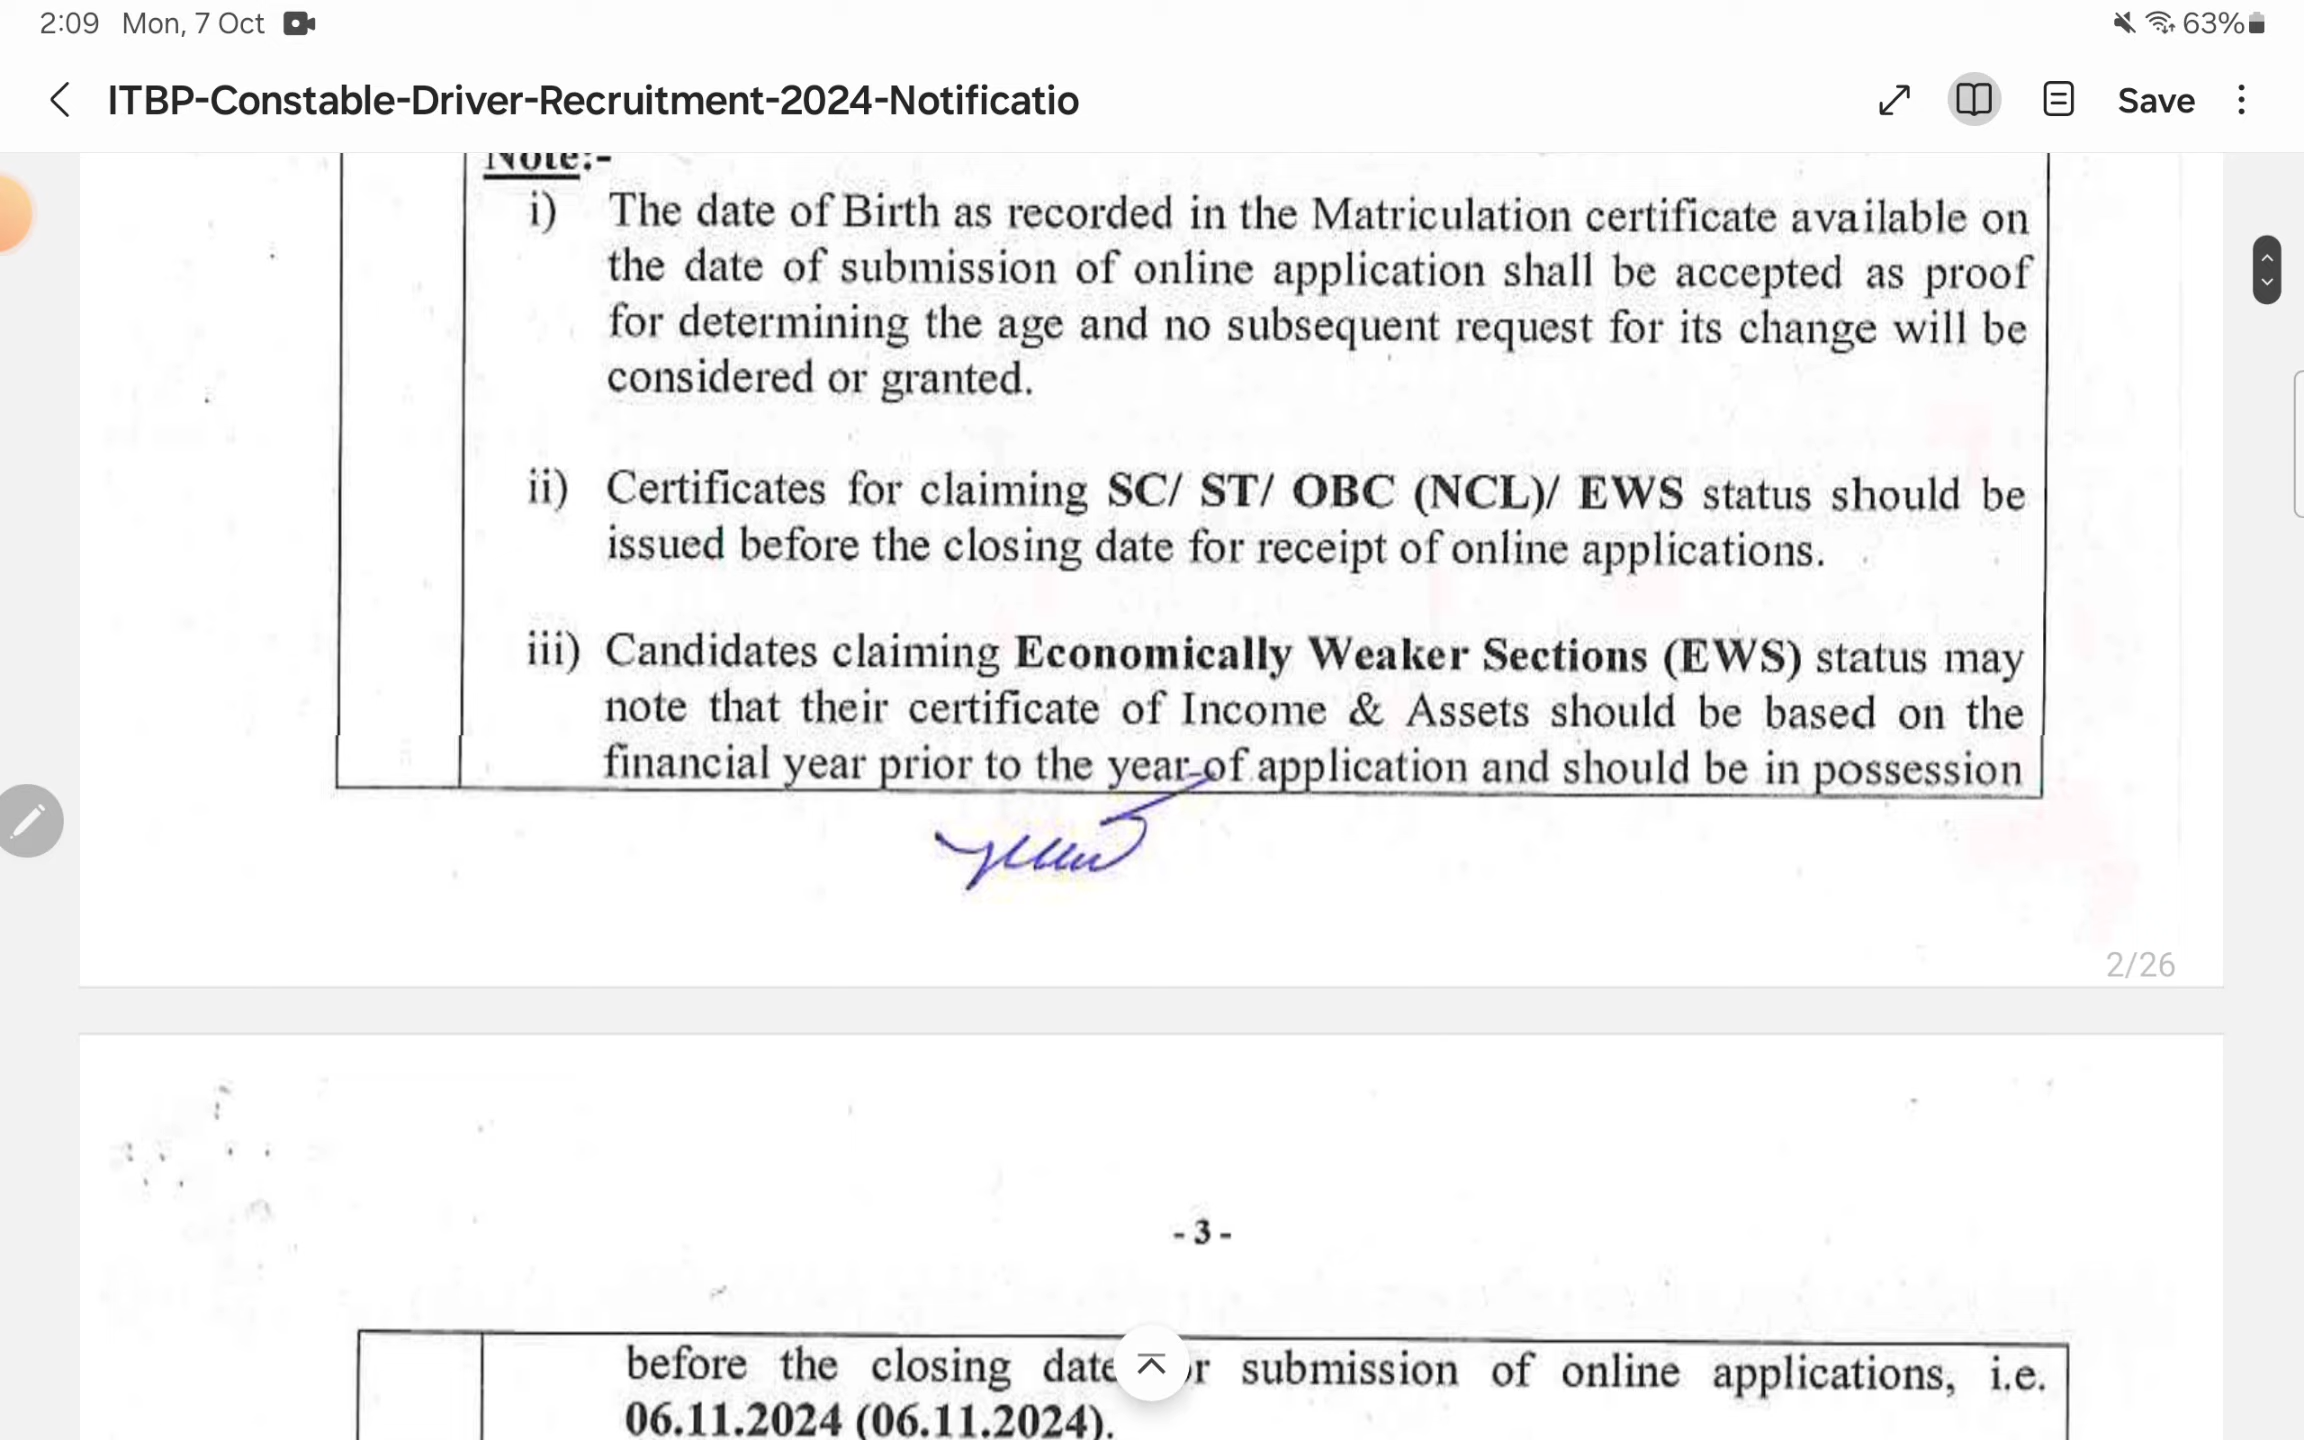 2:09 Mon, 7 Oct 63%
ITBP-Constable-Driver-Recruitment-2024-Notificatio Save
Note:-
i) The date of Birth as recorded in the Matriculation certificate available on
the date of submission of online application shall be accepted as proof
for determining the age and no subsequent request for its change will be
considered or granted.
ii) Certificates for claiming SC/ ST/ OBC (NCL)/ EWS status should be
issued before the closing date for receipt of online applications.
iii) Candidates claiming Economically Weaker Sections (EWS) status may
note that their certificate of Income & Assets should be based on the
financial year prior to the year of application and should be in possession
2/26
- 3 -
before the closing date submission of online applications, i.e.
06.11.2024 (06.11.2024).